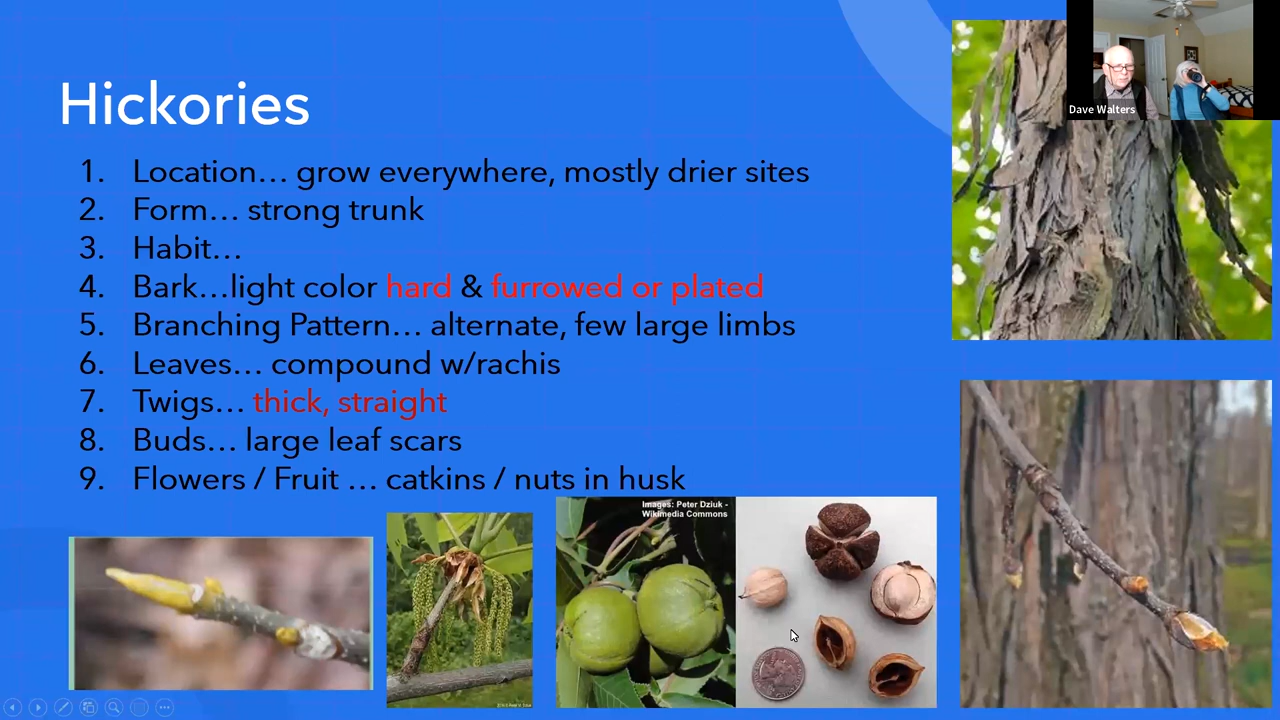 Hickories
1. Location... grow everywhere, mostly drier sites
2. Form... strong trunk
3. Habit...
4. Bark...light color hard & furrowed or plated
5. Branching Pattern... alternate, few large limbs
6. Leaves... compound w/rachis
7. Twigs... thick, straight
8. Buds... large leaf scars
9. Flowers / Fruit ... catkins / nuts in husk
Dave Walters
Images: Peter Dziuk -
Wikimedia Commons